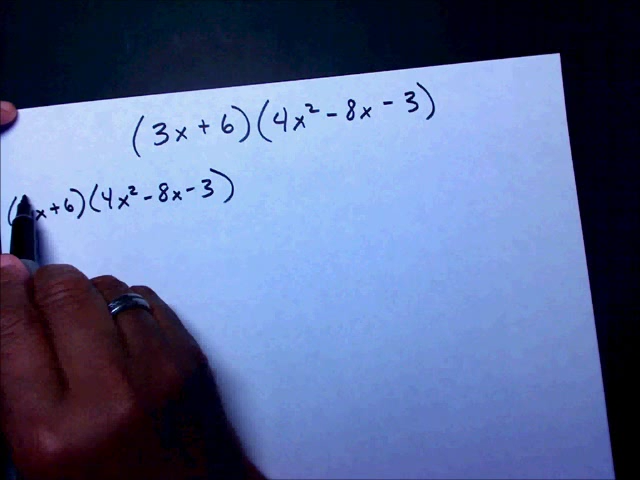 (3x + 6)(4x² - 8x - 3)
(x + 6)(4x² - 8x - 3)